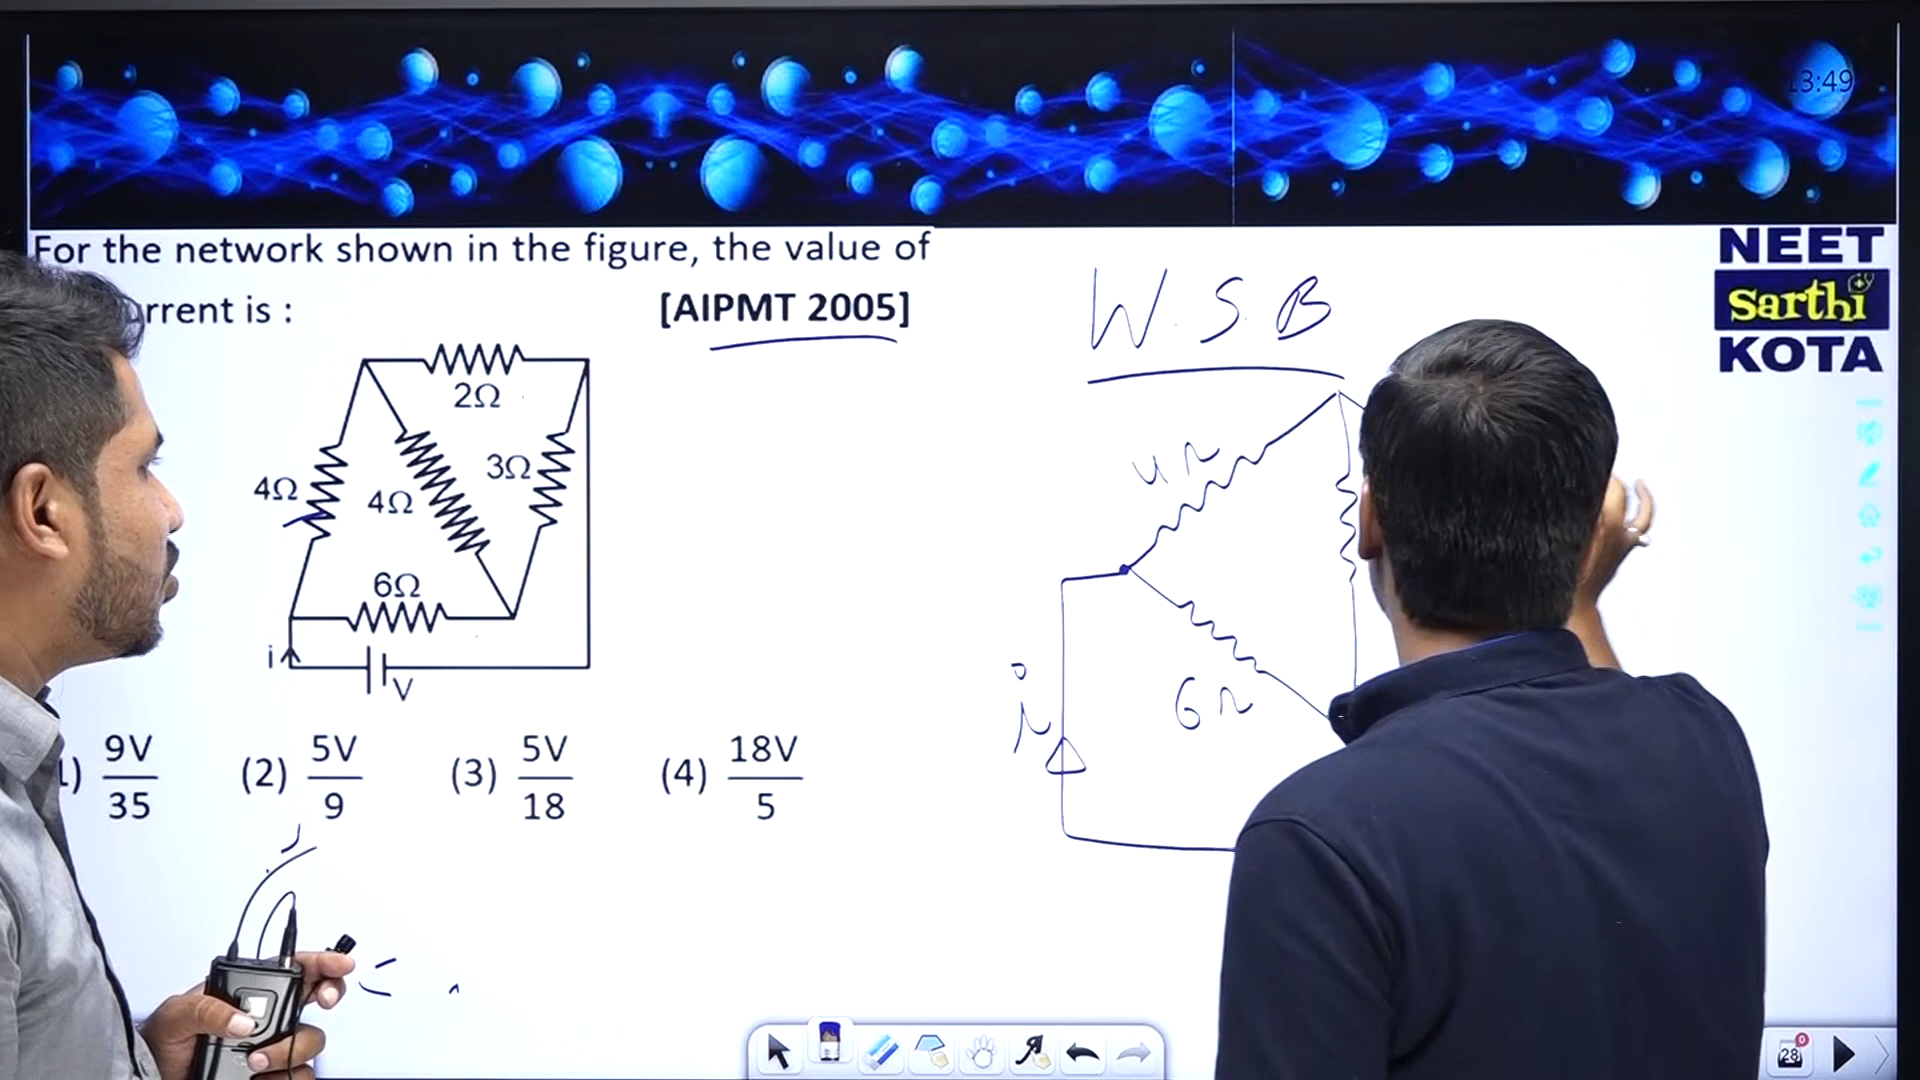 13:49
For the network shown in the figure, the value of
rrent is :
[AIPMT 2005]
NEET
Sarthi
KOTA
W.S.B
2Ω
4Ω
4Ω
3Ω
6Ω
i
V
4Ω
6Ω
i
1) 9V/35
(2) 5V/9
(3) 5V/18
(4) 18V/5
28
0